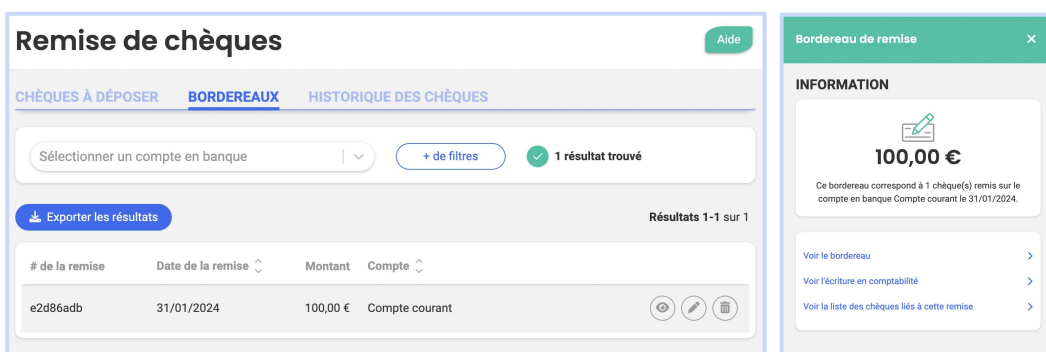 Remise de chèques
Aide
CHÈQUES À DÉPOSER BORDEREAUX HISTORIQUE DES CHÈQUES
Sélectionner un compte en banque + de filtres 1 résultat trouvé
Exporter les résultats Résultats 1-1 sur 1
# de la remise Date de la remise Montant Compte
e2d86adb 31/01/2024 100,00 € Compte courant
Bordereau de remise
INFORMATION
100,00 €
Ce bordereau correspond à 1 chèque(s) remis sur le
compte en banque Compte courant le 31/01/2024.
Voir le bordereau
Voir l'écriture en comptabilité
Voir la liste des chèques liés à cette remise